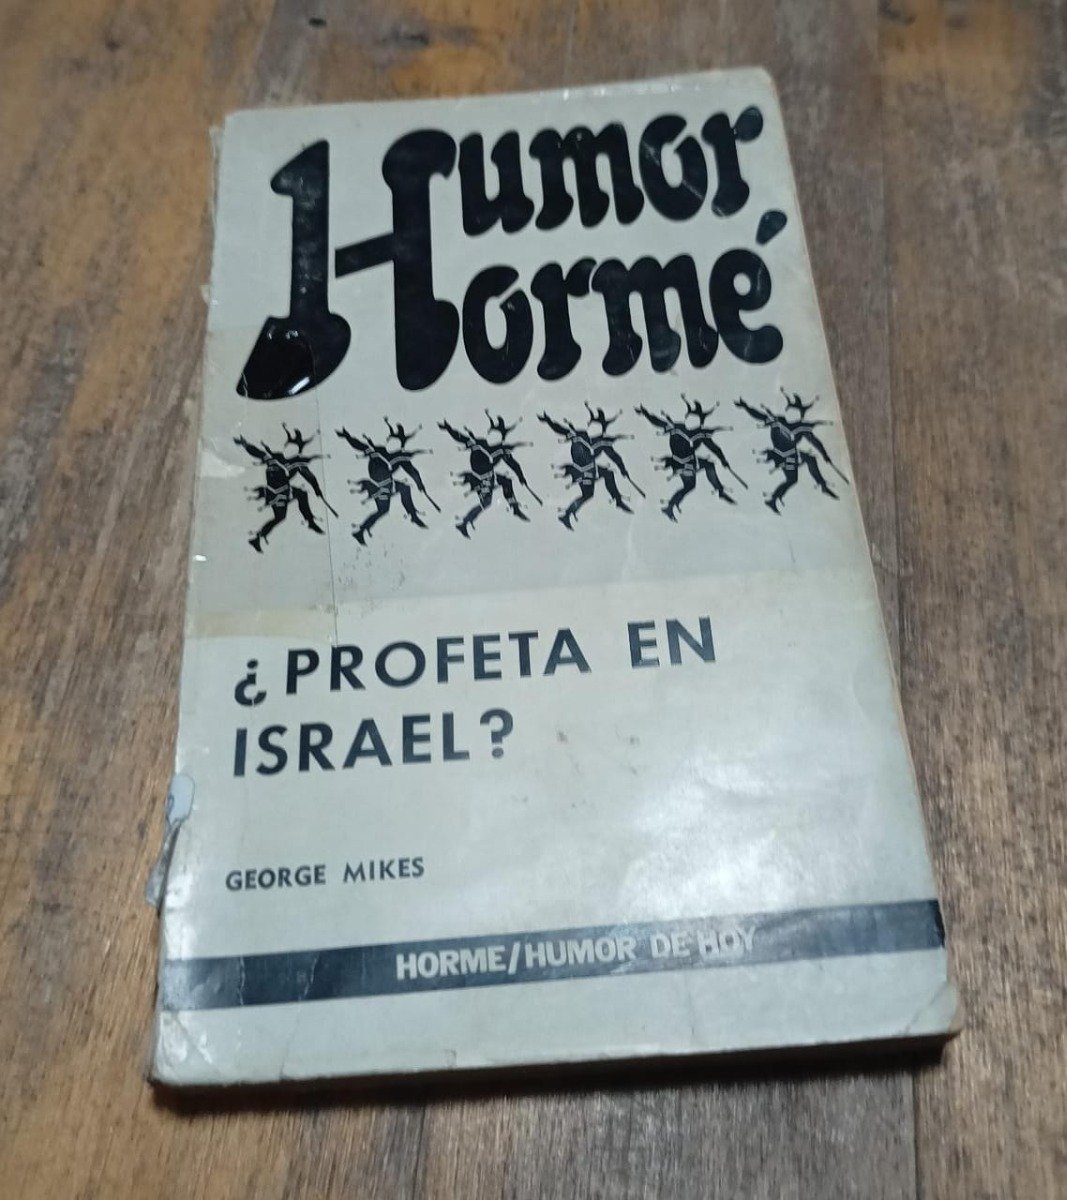 Humor
Hormé
¿PROFETA EN
ISRAEL?
GEORGE MIKES
HORME/HUMOR DE HOY